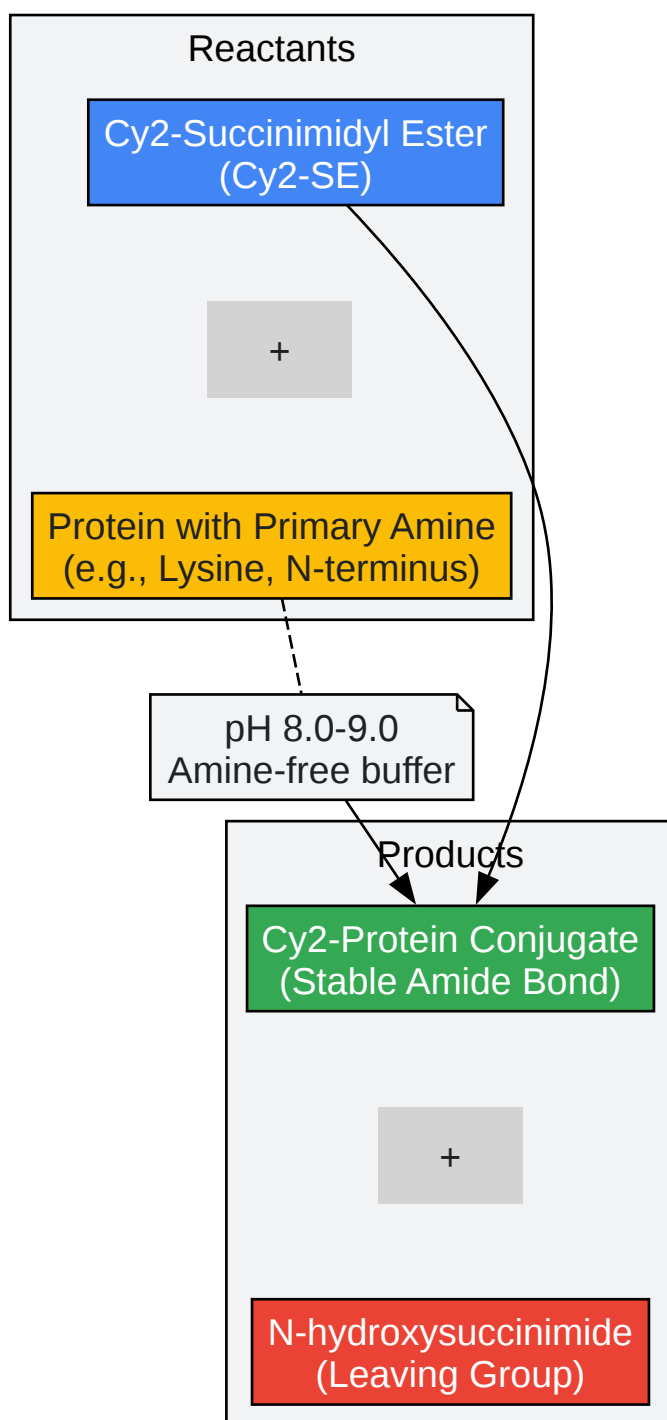 Reactants
Cy2-Succinimidyl Ester
(Cy2-SE)
+
Protein with Primary Amine
(e.g., Lysine, N-terminus)
pH 8.0-9.0
Amine-free buffer
Products
Cy2-Protein Conjugate
(Stable Amide Bond)
+
N-hydroxysuccinimide
(Leaving Group)